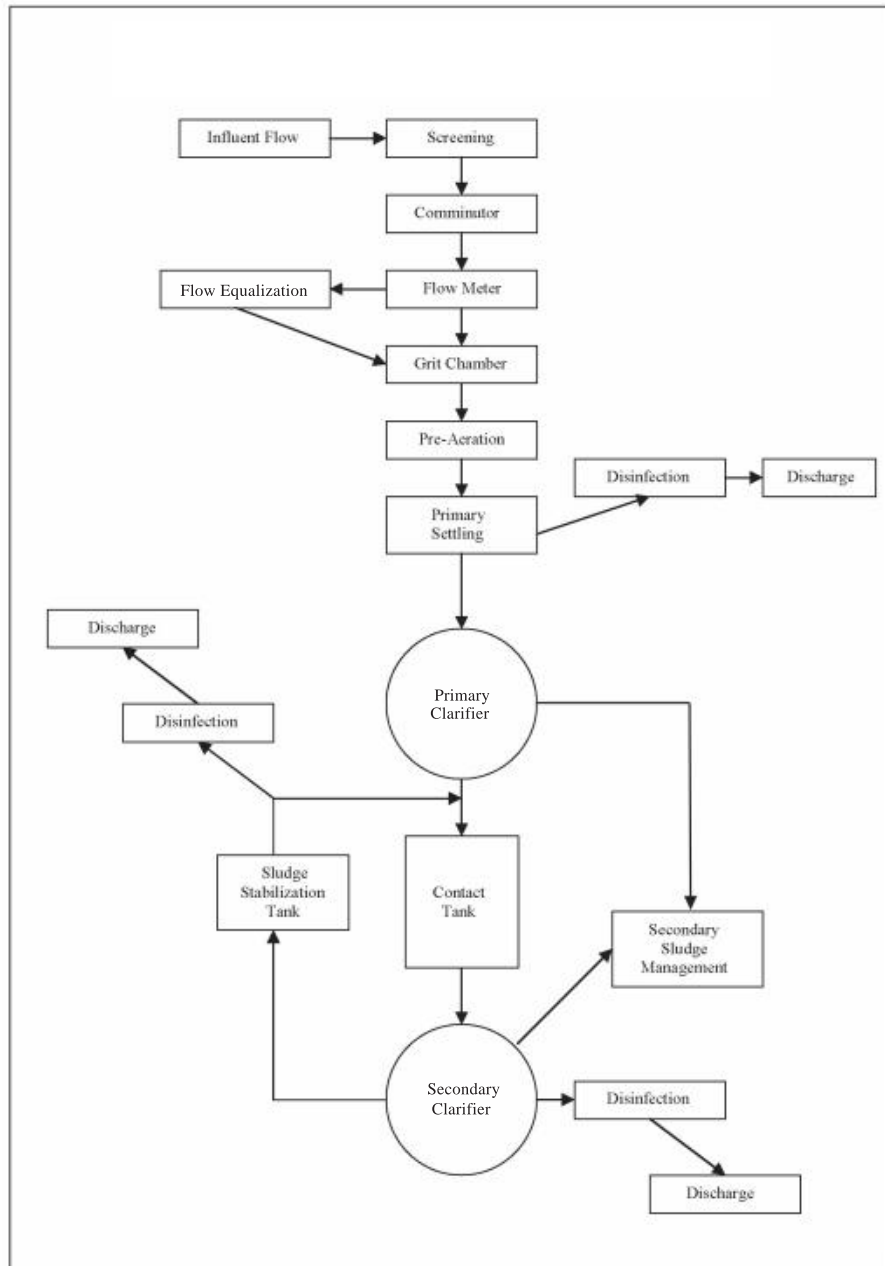 Influent Flow
Screening
Comminutor
Flow Equalization
Flow Meter
Grit Chamber
Pre-Aeration
Disinfection
Discharge
Primary
Settling
Discharge
Primary
Clarifier
Disinfection
Sludge
Stabilization
Tank
Contact
Tank
Secondary
Sludge
Management
Secondary
Clarifier
Disinfection
Discharge